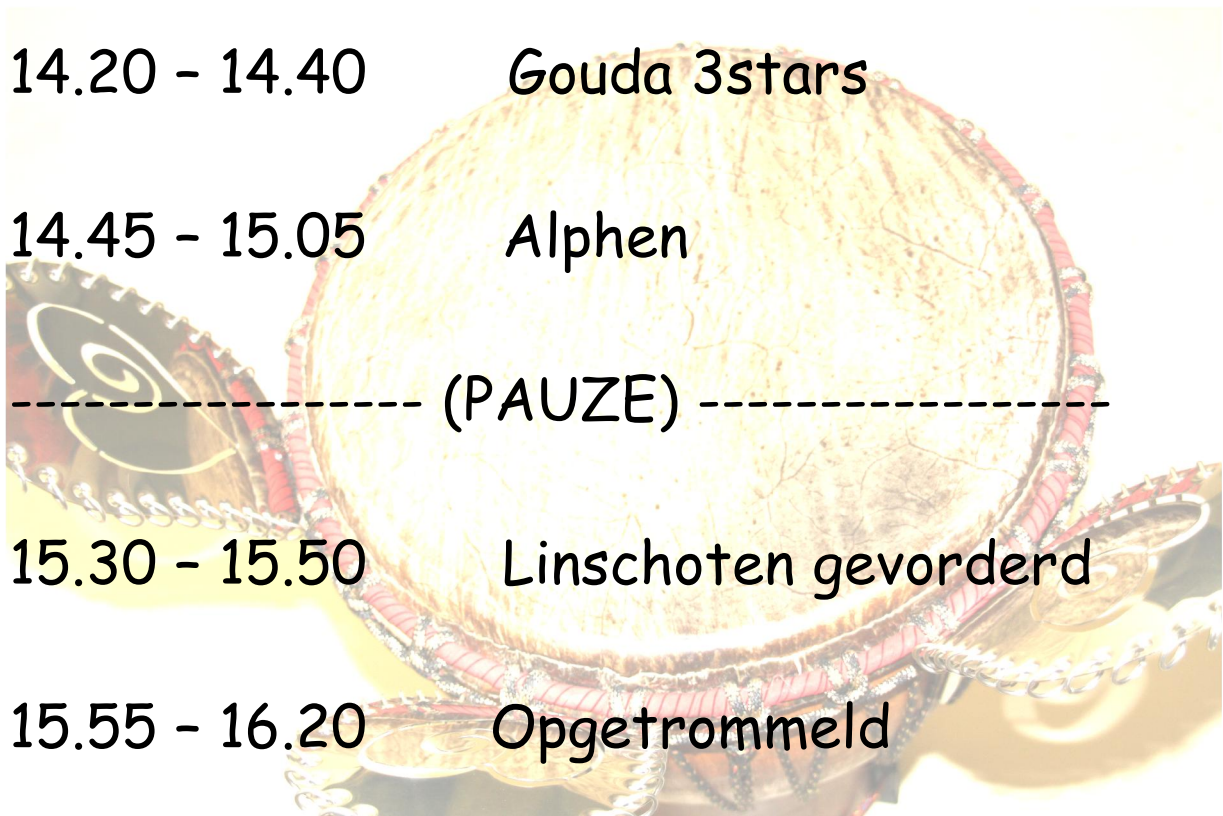 14.20 – 14.40 Gouda 3stars
14.45 – 15.05 Alphen
----------------- (PAUZE) -----------------
15.30 – 15.50 Linschoten gevorderd
15.55 – 16.20 Opgetrommeld